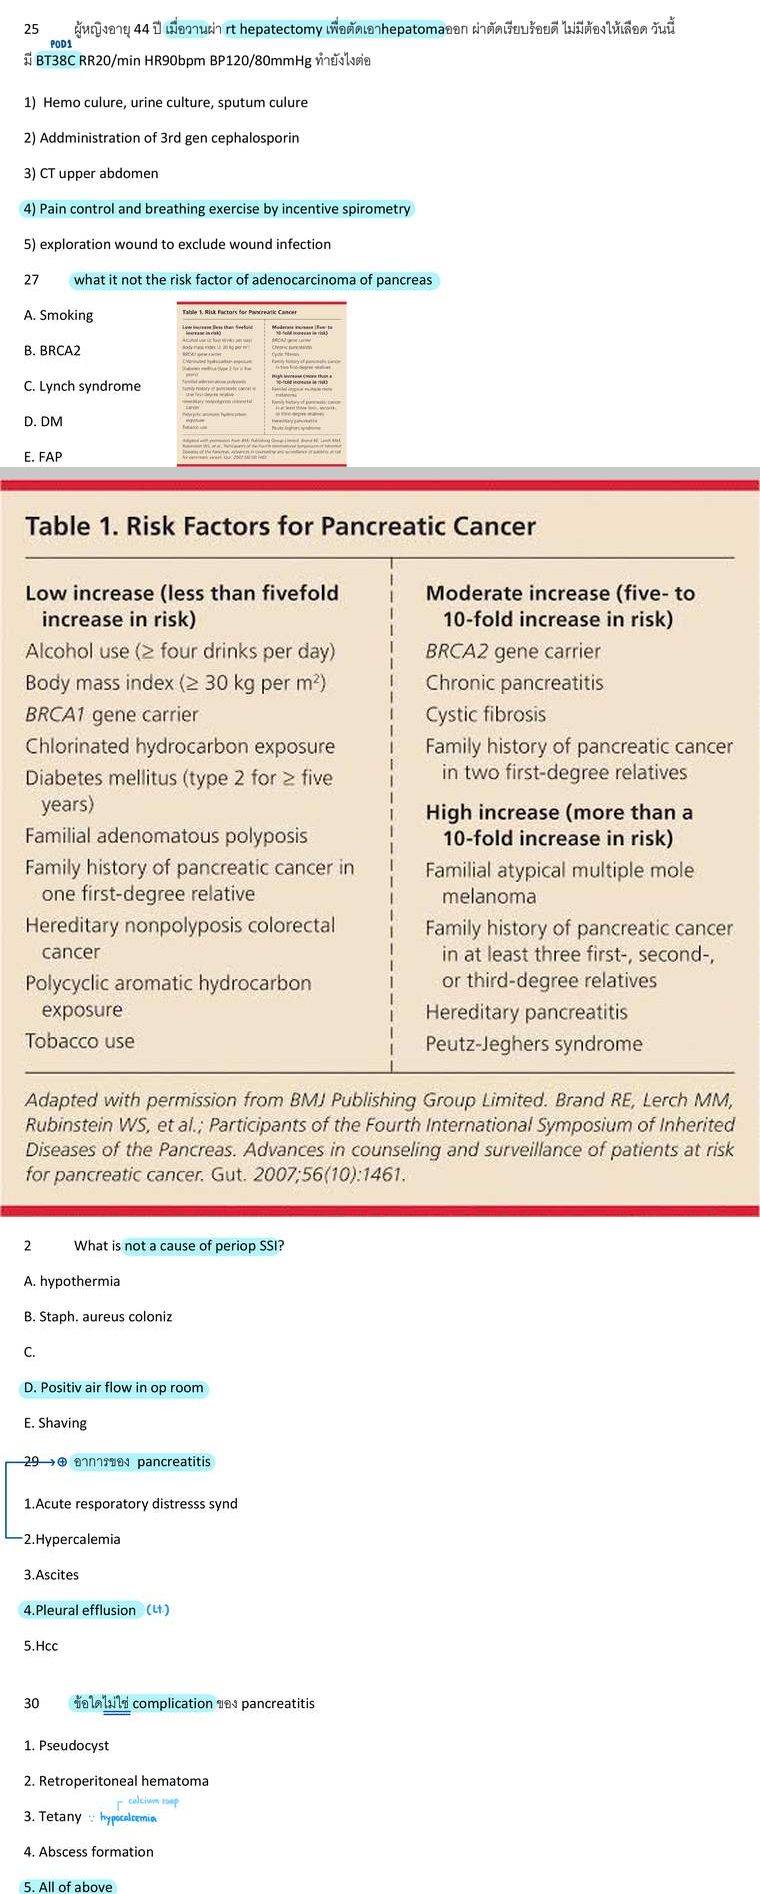 25 ผู้หญิงอายุ 44 ปี เมื่อวานผ่า rt hepatectomy เพื่อตัดเอาhepatomaออก ผ่าตัดเรียบร้อยดี ไม่มีต้องให้เลือด วันนี้
POD1
มี BT38C RR20/min HR90bpm BP120/80mmHg ทำยังไงต่อ
1) Hemo culure, urine culture, sputum culure
2) Addministration of 3rd gen cephalosporin
3) CT upper abdomen
4) Pain control and breathing exercise by incentive spirometry
5) exploration wound to exclude wound infection
27 what it not the risk factor of adenocarcinoma of pancreas
A. Smoking
B. BRCA2
C. Lynch syndrome
D. DM
E. FAP
Table 1. Risk Factors for Pancreatic Cancer
Low increase (less than fivefold
increase in risk)
Alcohol use (≥ four drinks per day)
Body mass index (≥ 30 kg per m²)
BRCA1 gene carrier
Chlorinated hydrocarbon exposure
Diabetes mellitus (type 2 for ≥ five
years)
Familial adenomatous polyposis
Family history of pancreatic cancer in
one first-degree relative
Hereditary nonpolyposis colorectal
cancer
Polycyclic aromatic hydrocarbon
exposure
Tobacco use
Moderate increase (five- to
10-fold increase in risk)
BRCA2 gene carrier
Chronic pancreatitis
Cystic fibrosis
Family history of pancreatic cancer
in two first-degree relatives
High increase (more than a
10-fold increase in risk)
Familial atypical multiple mole
melanoma
Family history of pancreatic cancer
in at least three first-, second-,
or third-degree relatives
Hereditary pancreatitis
Peutz-Jeghers syndrome
Adapted with permission from BMJ Publishing Group Limited. Brand RE, Lerch MM,
Rubinstein WS, et al.; Participants of the Fourth International Symposium of Inherited
Diseases of the Pancreas. Advances in counseling and surveillance of patients at risk
for pancreatic cancer. Gut. 2007;56(10):1461.
2 What is not a cause of periop SSI?
A. hypothermia
B. Staph. aureus coloniz
C.
D. Positiv air flow in op room
E. Shaving
29 → ⊕ อาการของ pancreatitis
1.Acute resporatory distresss synd
2.Hypercalemia
3.Ascites
4.Pleural efflusion (Lt.)
5.Hcc
30 ข้อใดไม่ใช่ complication ของ pancreatitis
1. Pseudocyst
2. Retroperitoneal hematoma
calcium soap
3. Tetany ∵ hypocalcemia
4. Abscess formation
5. All of above